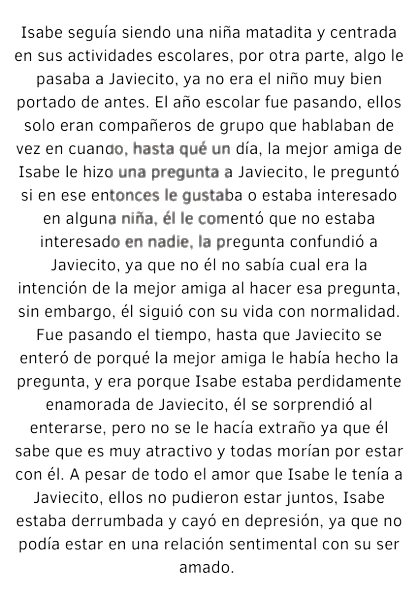 Isabe seguía siendo una niña matadita y centrada
en sus actividades escolares, por otra parte, algo le
pasaba a Javiecito, ya no era el niño muy bien
portado de antes. El año escolar fue pasando, ellos
solo eran compañeros de grupo que hablaban de
vez en cuando, hasta qué un día, la mejor amiga de
Isabe le hizo una pregunta a Javiecito, le preguntó
si en ese entonces le gustaba o estaba interesado
en alguna niña, él le comentó que no estaba
interesado en nadie, la pregunta confundió a
Javiecito, ya que no él no sabía cual era la
intención de la mejor amiga al hacer esa pregunta,
sin embargo, él siguió con su vida con normalidad.
Fue pasando el tiempo, hasta que Javiecito se
enteró de porqué la mejor amiga le había hecho la
pregunta, y era porque Isabe estaba perdidamente
enamorada de Javiecito, él se sorprendió al
enterarse, pero no se le hacía extraño ya que él
sabe que es muy atractivo y todas morían por estar
con él. A pesar de todo el amor que Isabe le tenía a
Javiecito, ellos no pudieron estar juntos, Isabe
estaba derrumbada y cayó en depresión, ya que no
podía estar en una relación sentimental con su ser
amado.